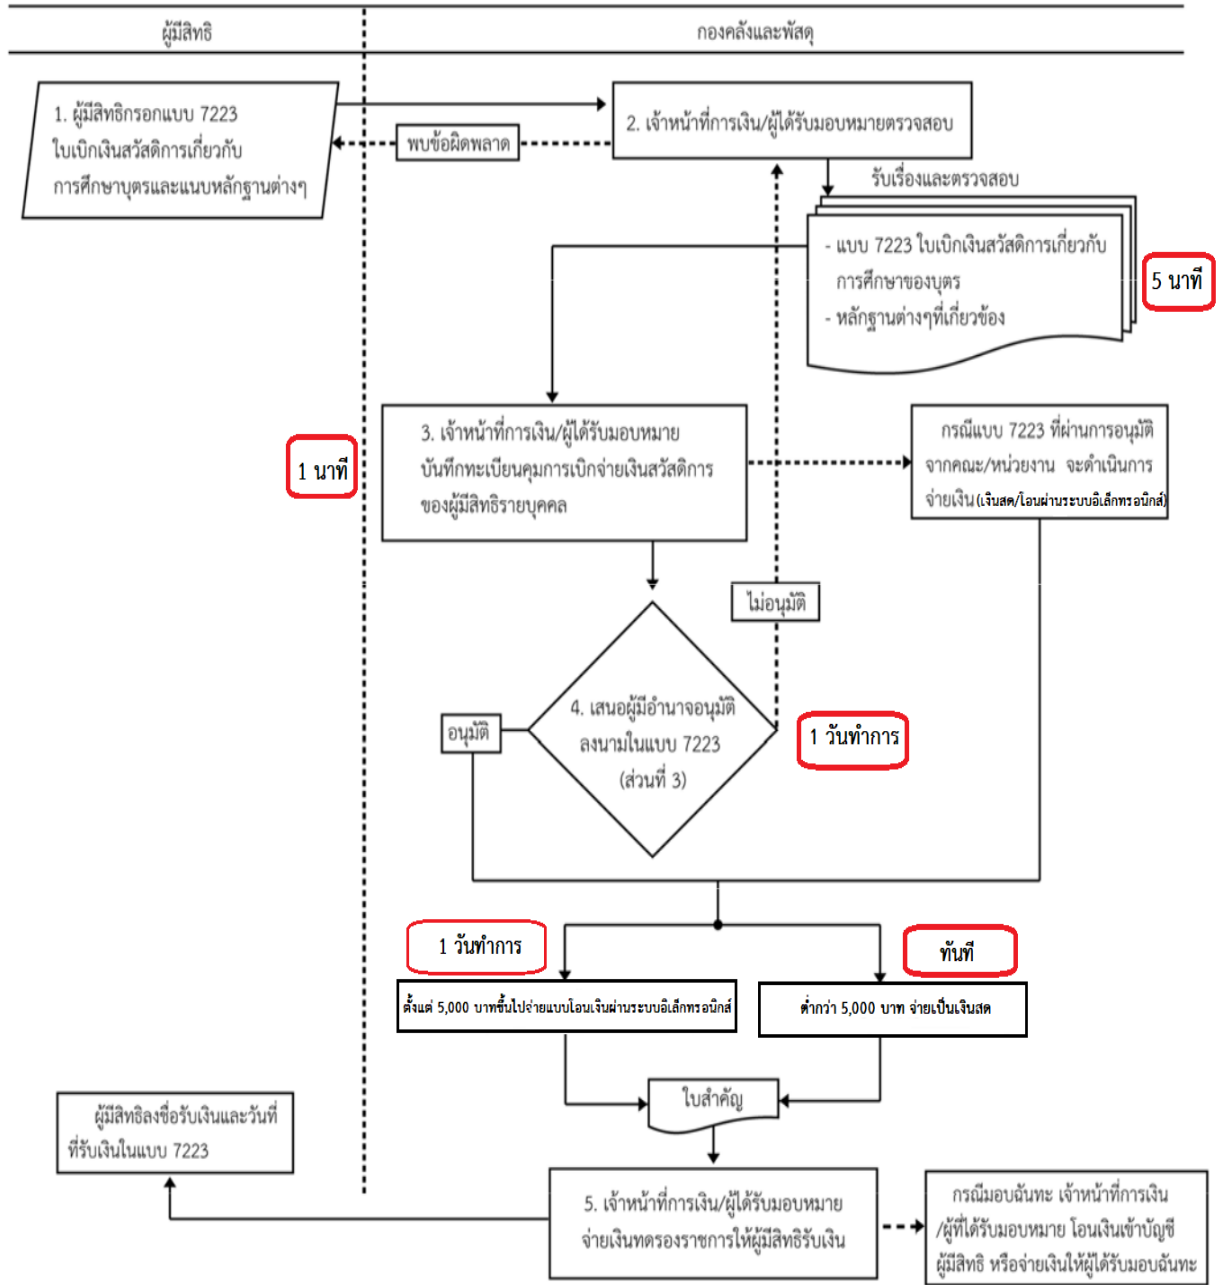 ผู้มีสิทธิ
กองคลังและพัสดุ
1. ผู้มีสิทธิกรอกแบบ 7223
ใบเบิกเงินสวัสดิการเกี่ยวกับ
การศึกษาบุตรและแนบหลักฐานต่างๆ
พบข้อผิดพลาด
2. เจ้าหน้าที่การเงิน/ผู้ได้รับมอบหมายตรวจสอบ
รับเรื่องและตรวจสอบ
- แบบ 7223 ใบเบิกเงินสวัสดิการเกี่ยวกับ
การศึกษาของบุตร
- หลักฐานต่างๆที่เกี่ยวข้อง
5 นาที
1 นาที
3. เจ้าหน้าที่การเงิน/ผู้ได้รับมอบหมาย
บันทึกทะเบียนคุมการเบิกจ่ายเงินสวัสดิการ
ของผู้มีสิทธิรายบุคคล
กรณีแบบ 7223 ที่ผ่านการอนุมัติ
จากคณะ/หน่วยงาน จะดำเนินการ
จ่ายเงิน(เงินสด/โอนผ่านระบบอิเล็กทรอนิกส์)
ไม่อนุมัติ
อนุมัติ
4. เสนอผู้มีอำนาจอนุมัติ
ลงนามในแบบ 7223
(ส่วนที่ 3)
1 วันทำการ
1 วันทำการ
ทันที
ตั้งแต่ 5,000 บาทขึ้นไปจ่ายแบบโอนเงินผ่านระบบอิเล็กทรอนิกส์
ต่ำกว่า 5,000 บาท จ่ายเป็นเงินสด
ใบสำคัญ
ผู้มีสิทธิลงชื่อรับเงินและวันที่
ที่รับเงินในแบบ 7223
5. เจ้าหน้าที่การเงิน/ผู้ได้รับมอบหมาย
จ่ายเงินทดรองราชการให้ผู้มีสิทธิรับเงิน
กรณีมอบฉันทะ เจ้าหน้าที่การเงิน
/ผู้ที่ได้รับมอบหมาย โอนเงินเข้าบัญชี
ผู้มีสิทธิ หรือจ่ายเงินให้ผู้ได้รับมอบฉันทะ